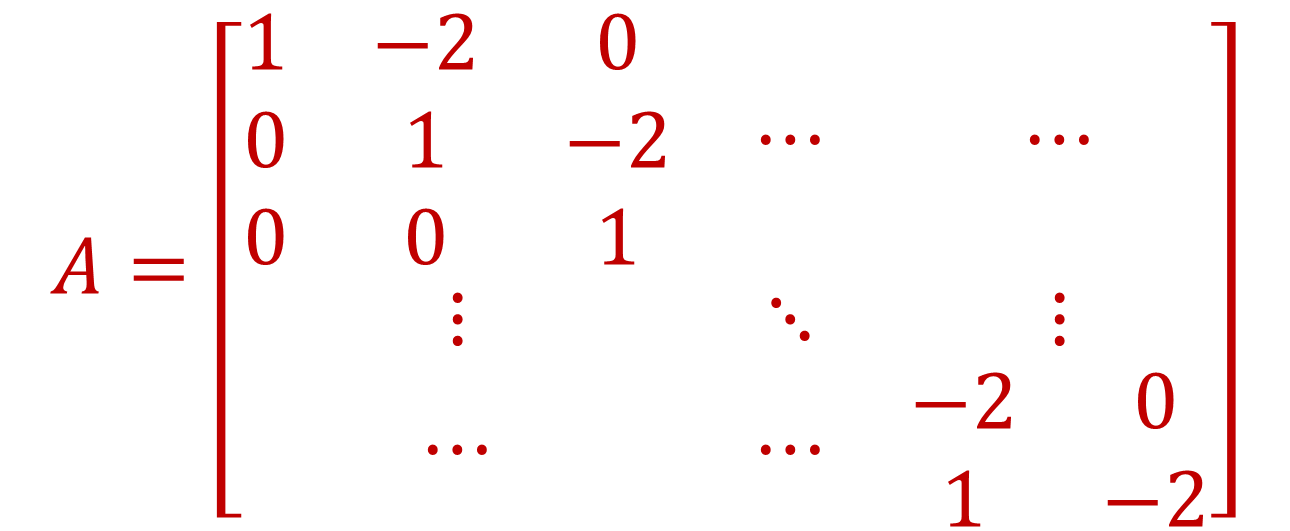 1 −2 0
0 1 −2 ⋯ ⋯
0 0 1
A =
⋮ ⋱ ⋮
−2 0
⋯ ⋯
1 −2